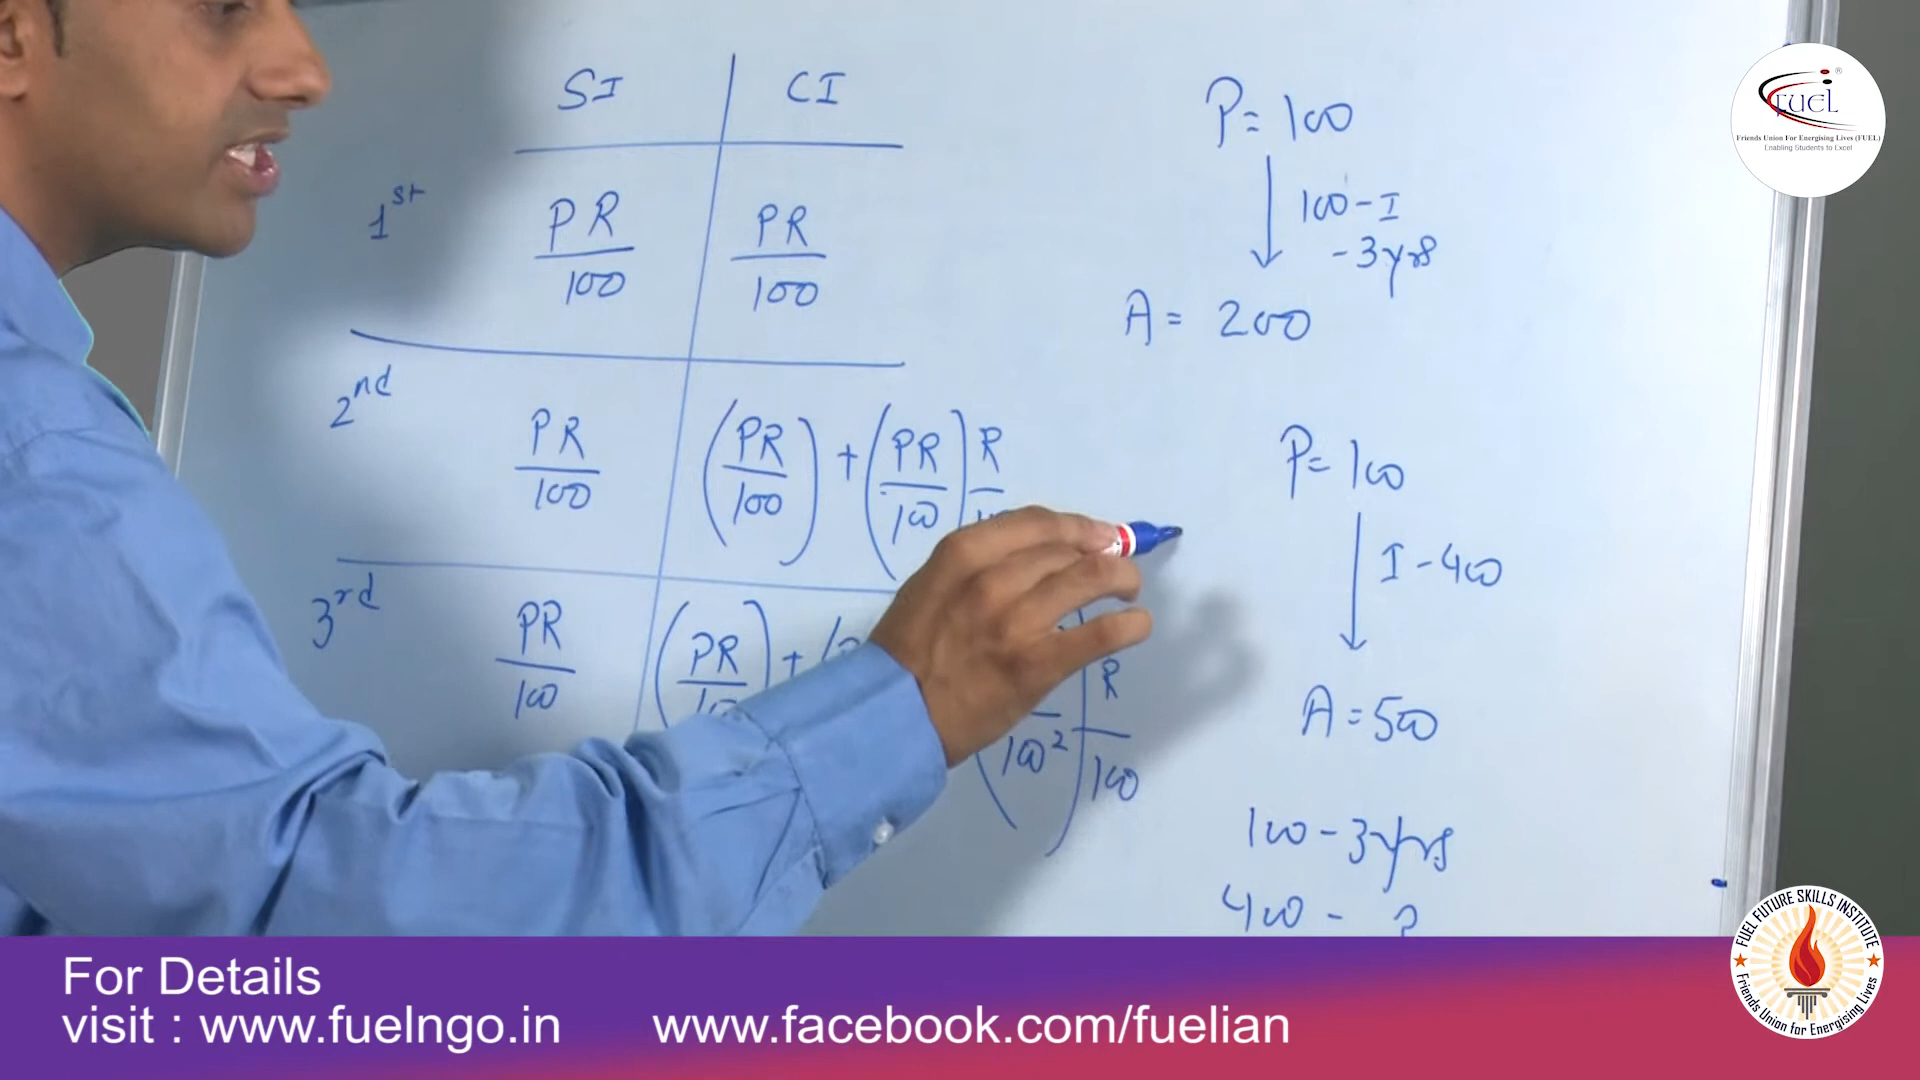 SI CI
1st PR/100 PR/100
2nd PR/100 (PR/100) + (PR/100) R
3rd PR/100 (PR +
100²) R/100
P= 100
100 - I
- 3yrs
A = 200
P= 100
I - 400
A = 500
100 - 3yrs
400 - ?
FUEL ®
Friends Union For Energising Lives (FUEL)
Enabling Students to Excel
FUEL FUTURE SKILLS INSTITUTE
Friends Union for Energising Lives
For Details
visit : www.fuelngo.in www.facebook.com/fuelian